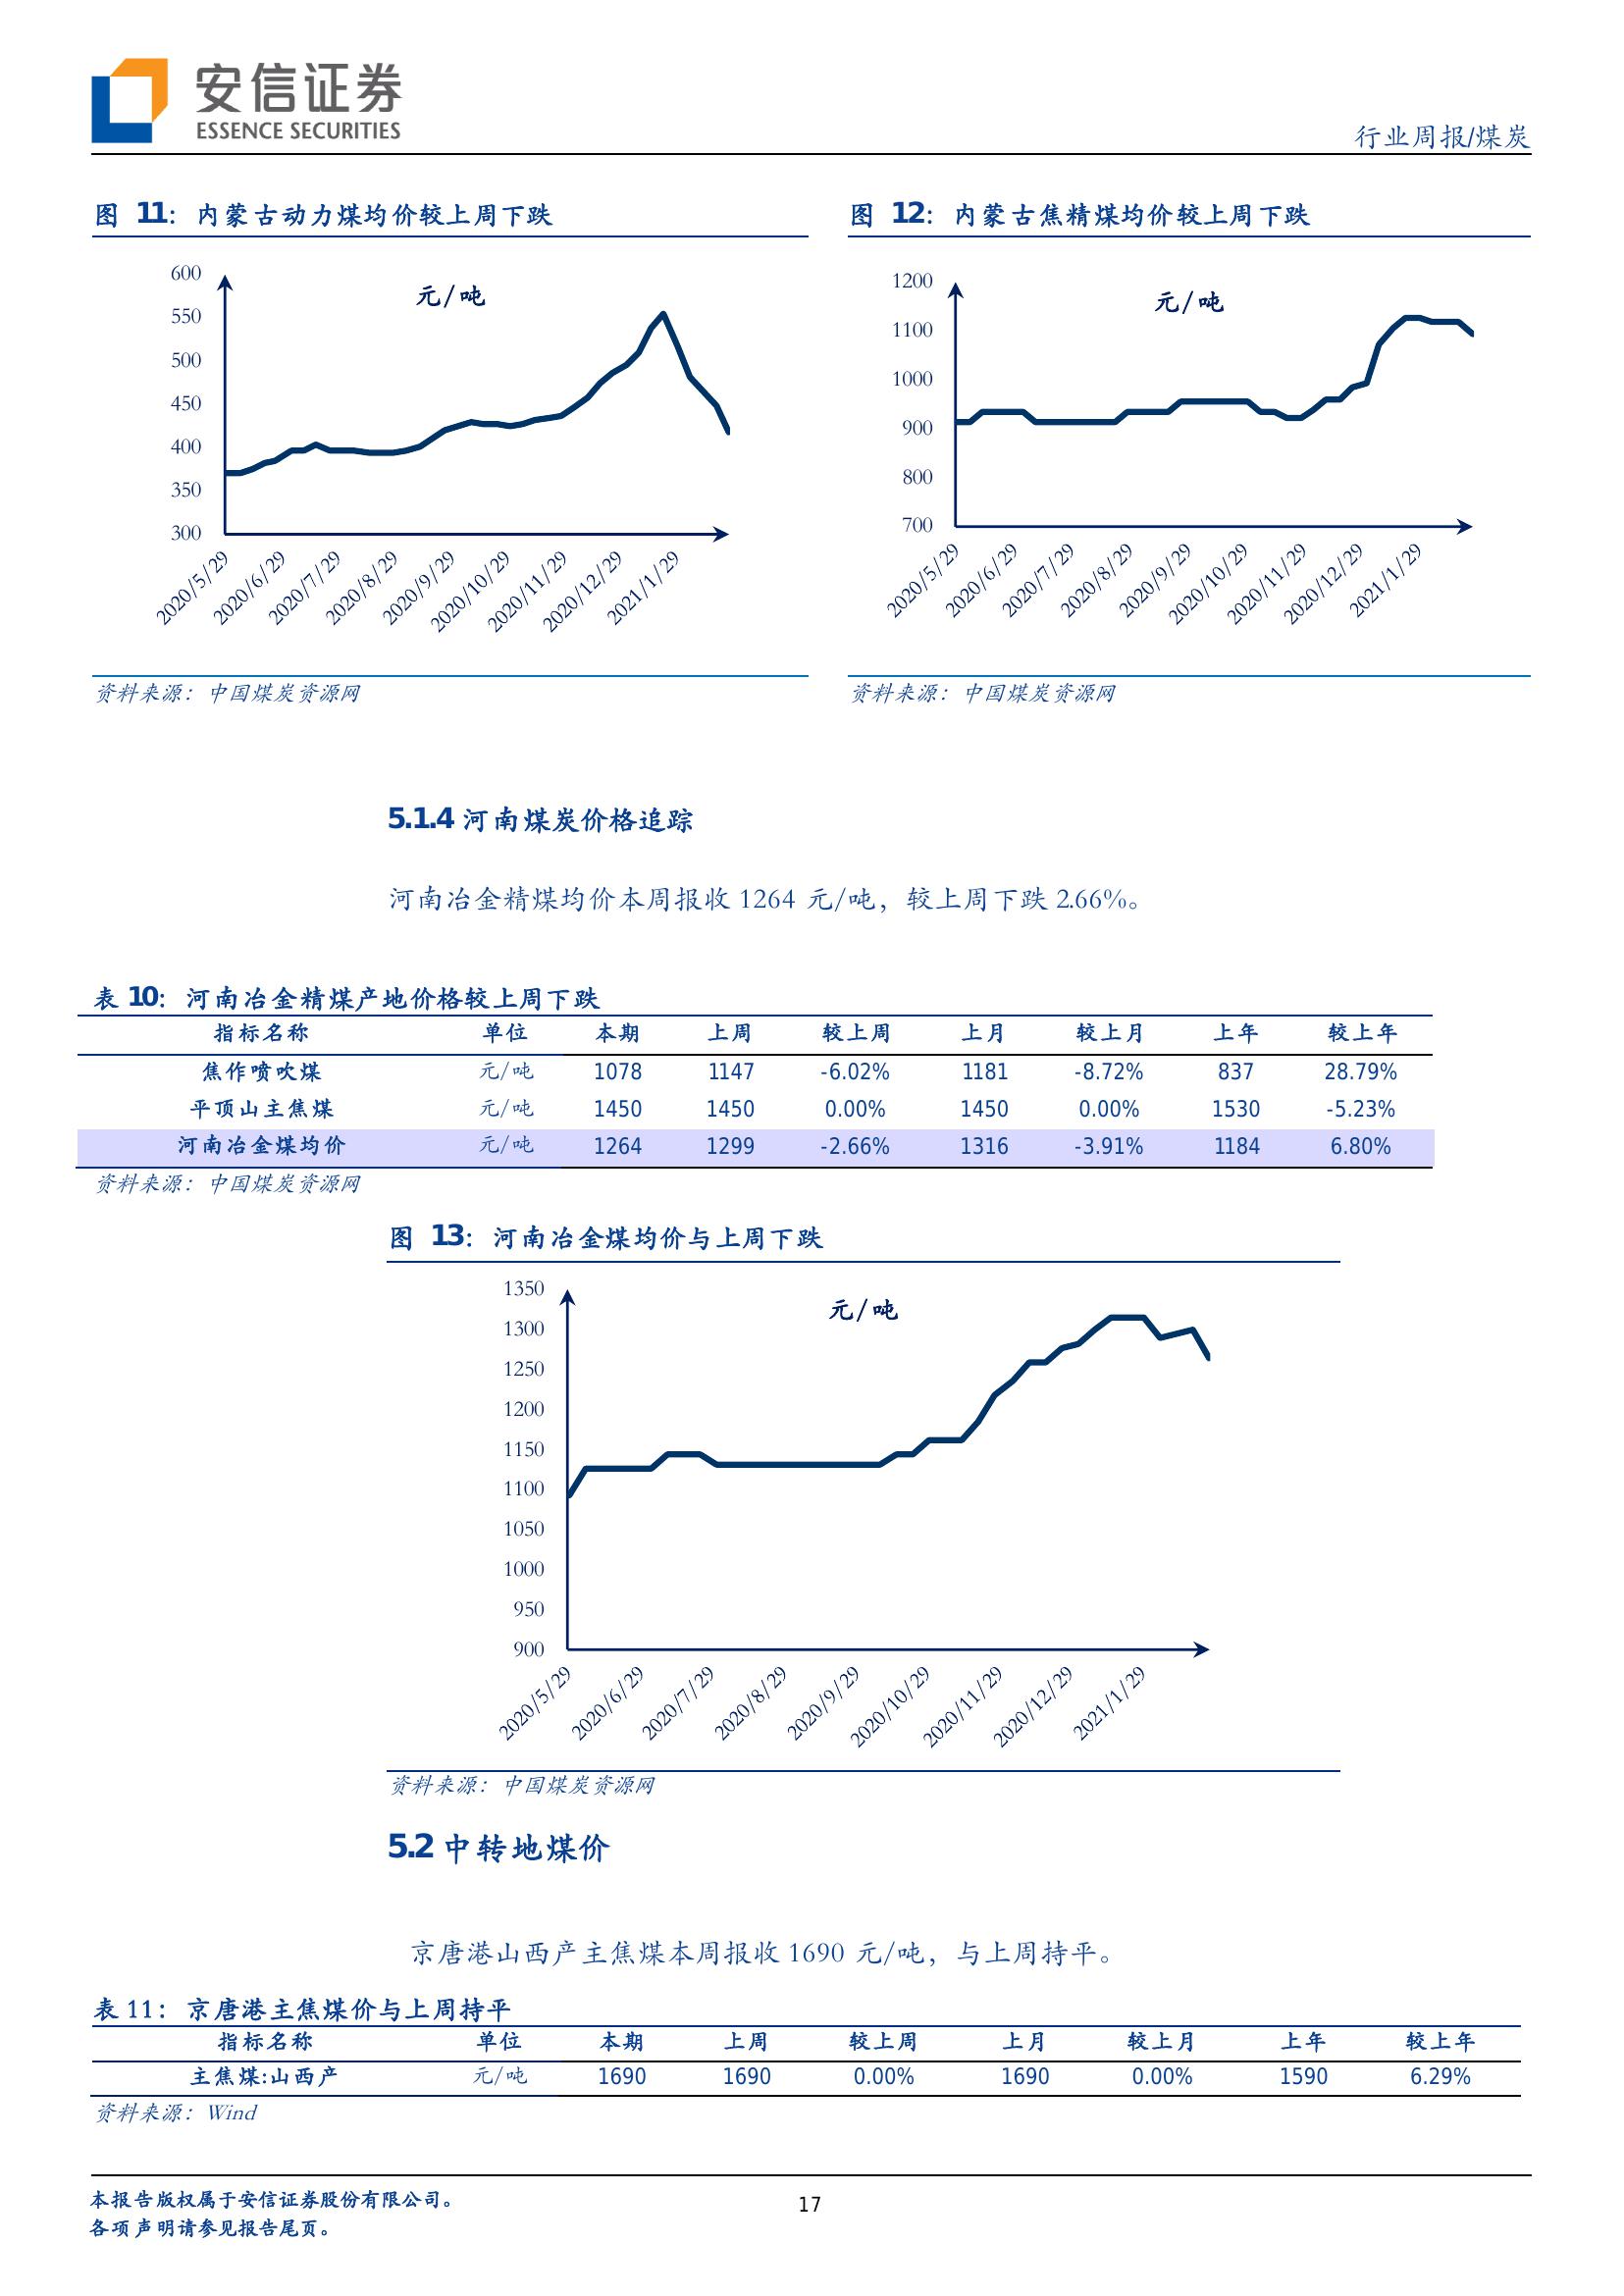 安信证券
ESSENCE SECURITIES
行业周报/煤炭
图 11：内蒙古动力煤均价较上周下跌
元/吨
600
550
500
450
400
350
300
2020/5/29
2020/6/29
2020/7/29
2020/8/29
2020/9/29
2020/10/29
2020/11/29
2020/12/29
2021/1/29
资料来源：中国煤炭资源网
图 12：内蒙古焦精煤均价较上周下跌
元/吨
1200
1100
1000
900
800
700
2020/5/29
2020/6/29
2020/7/29
2020/8/29
2020/9/29
2020/10/29
2020/11/29
2020/12/29
2021/1/29
资料来源：中国煤炭资源网
5.1.4 河南煤炭价格追踪
河南冶金精煤均价本周报收 1264 元/吨，较上周下跌 2.66%。
表 10：河南冶金精煤产地价格较上周下跌
指标名称 单位 本期 上周 较上周 上月 较上月 上年 较上年
焦作喷吹煤 元/吨 1078 1147 -6.02% 1181 -8.72% 837 28.79%
平顶山主焦煤 元/吨 1450 1450 0.00% 1450 0.00% 1530 -5.23%
河南冶金煤均价 元/吨 1264 1299 -2.66% 1316 -3.91% 1184 6.80%
资料来源：中国煤炭资源网
图 13：河南冶金煤均价与上周下跌
元/吨
1350
1300
1250
1200
1150
1100
1050
1000
950
900
2020/5/29
2020/6/29
2020/7/29
2020/8/29
2020/9/29
2020/10/29
2020/11/29
2020/12/29
2021/1/29
资料来源：中国煤炭资源网
5.2 中转地煤价
京唐港山西产主焦煤本周报收 1690 元/吨，与上周持平。
表 11：京唐港主焦煤价与上周持平
指标名称 单位 本期 上周 较上周 上月 较上月 上年 较上年
主焦煤:山西产 元/吨 1690 1690 0.00% 1690 0.00% 1590 6.29%
资料来源：Wind
本报告版权属于安信证券股份有限公司。
各项声明请参见报告尾页。
17